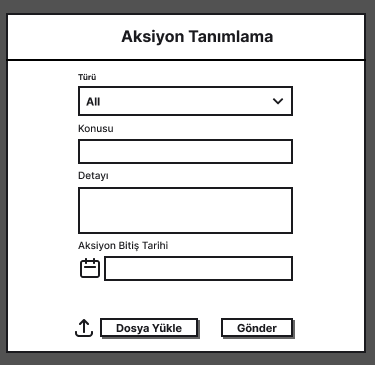 Aksiyon Tanımlama
Türü
All
Konusu
Detayı
Aksiyon Bitiş Tarihi
Dosya Yükle
Gönder